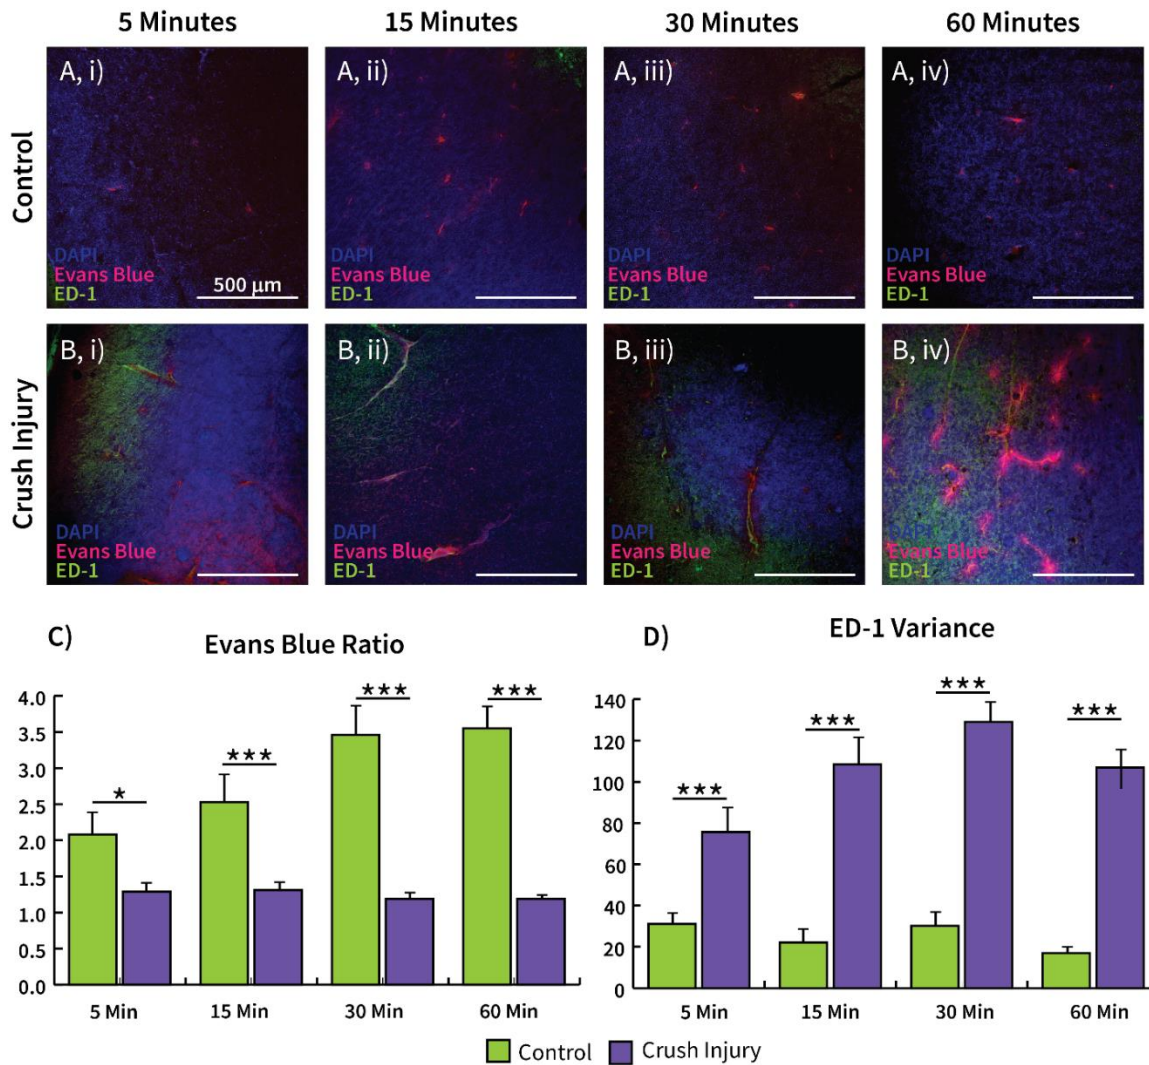 5 Minutes 15 Minutes 30 Minutes 60 Minutes
Control
A, i) A, ii) A, iii) A, iv)
DAPI DAPI DAPI DAPI
Evans Blue Evans Blue Evans Blue Evans Blue
ED-1 500 μm ED-1 ED-1 ED-1
Crush Injury
B, i) B, ii) B, iii) B, iv)
DAPI DAPI DAPI DAPI
Evans Blue Evans Blue Evans Blue Evans Blue
ED-1 ED-1 ED-1 ED-1
C) Evans Blue Ratio
4.0
3.5
3.0
2.5
2.0
1.5
1.0
0.5
0.0
* *** *** ***
5 Min 15 Min 30 Min 60 Min
D) ED-1 Variance
140
120
100
80
60
40
20
0
*** *** *** ***
5 Min 15 Min 30 Min 60 Min
Control Crush Injury